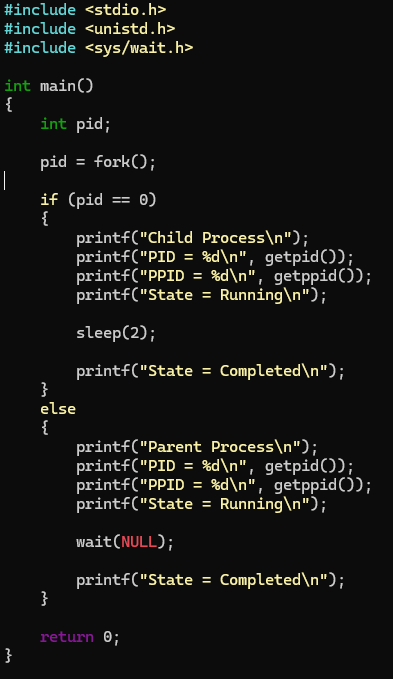 #include <stdio.h>
#include <unistd.h>
#include <sys/wait.h>

int main()
{
    int pid;

    pid = fork();

    if (pid == 0)
    {
        printf("Child Process\n");
        printf("PID = %d\n", getpid());
        printf("PPID = %d\n", getppid());
        printf("State = Running\n");

        sleep(2);

        printf("State = Completed\n");
    }
    else
    {
        printf("Parent Process\n");
        printf("PID = %d\n", getpid());
        printf("PPID = %d\n", getppid());
        printf("State = Running\n");

        wait(NULL);

        printf("State = Completed\n");
    }

    return 0;
}